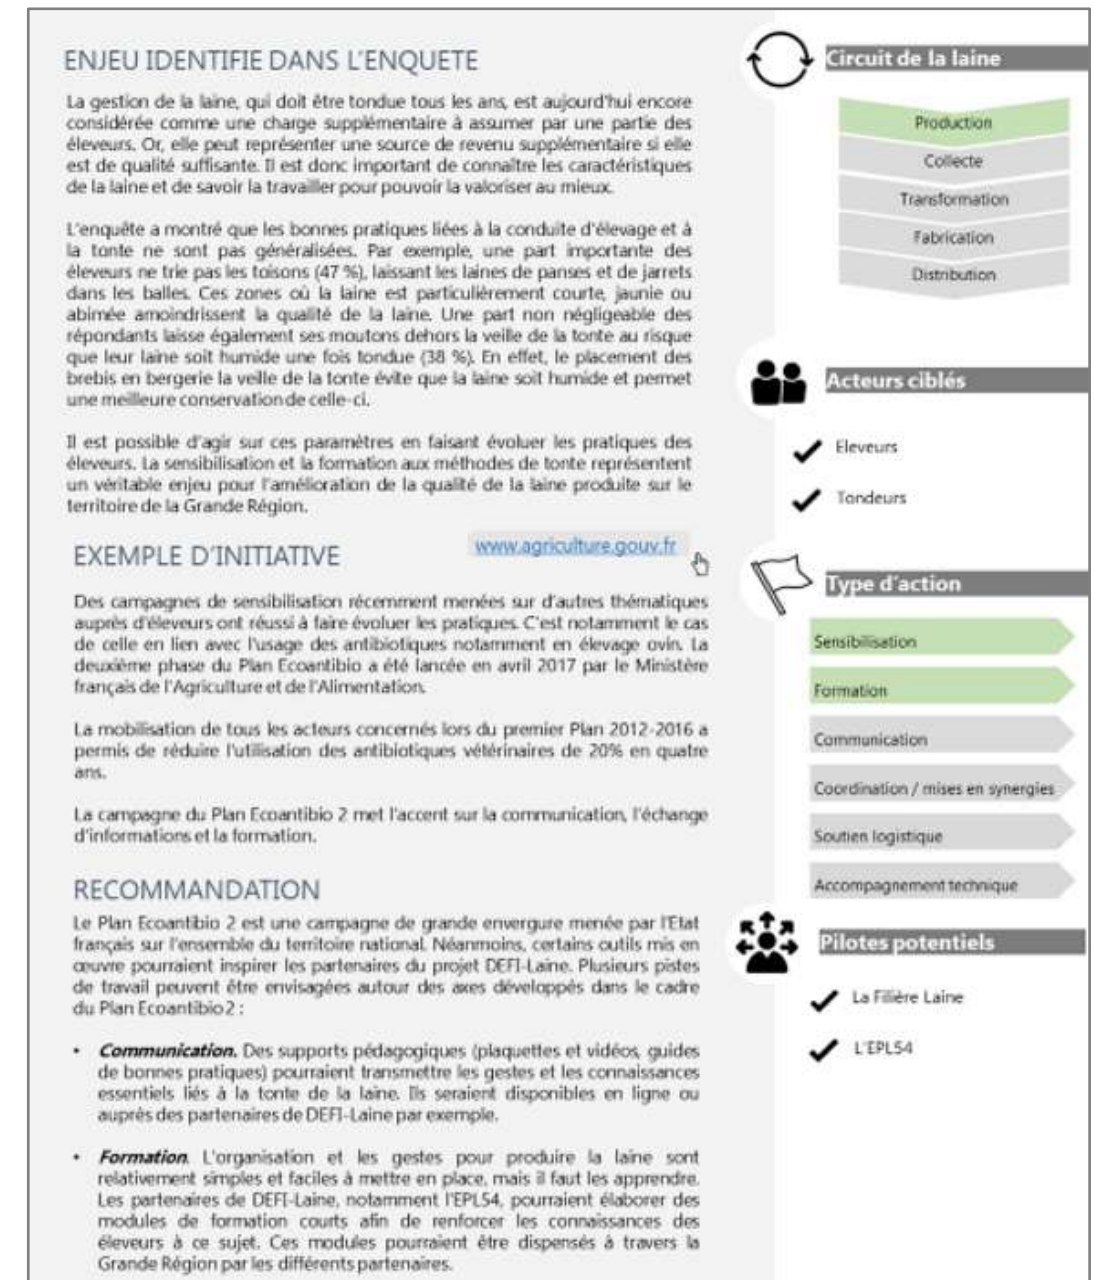 ENJEU IDENTIFIE DANS L'ENQUETE
La gestion de la laine, qui doit être tondue tous les ans, est aujourd'hui encore
considérée comme une charge supplémentaire à assumer par une partie des
éleveurs. Or, elle peut représenter une source de revenu supplémentaire si elle
est de qualité suffisante. Il est donc important de connaître les caractéristiques
de la laine et de savoir la travailler pour pouvoir la valoriser au mieux.
L'enquête a montré que les bonnes pratiques liées à la conduite d'élevage et à
la tonte ne sont pas généralisées. Par exemple, une part importante des
éleveurs ne trie pas les toisons (47 %), laissant les laines de panses et de jarrets
dans les balles. Ces zones où la laine est particulièrement courte, jaunie ou
abimée amoindrissent la qualité de la laine. Une part non négligeable des
répondants laisse également ses moutons dehors la veille de la tonte au risque
que leur laine soit humide une fois tondue (38 %). En effet, le placement des
brebis en bergerie la veille de la tonte évite que la laine soit humide et permet
une meilleure conservation de celle-ci.
Il est possible d'agir sur ces paramètres en faisant évoluer les pratiques des
éleveurs. La sensibilisation et la formation aux méthodes de tonte représentent
un véritable enjeu pour l'amélioration de la qualité de la laine produite sur le
territoire de la Grande Région.
EXEMPLE D'INITIATIVE
www.agriculture.gouv.fr
Des campagnes de sensibilisation récemment menées sur d'autres thématiques
auprès d'éleveurs ont réussi à faire évoluer les pratiques. C'est notamment le cas
de celle en lien avec l'usage des antibiotiques notamment en élevage ovin. La
deuxième phase du Plan Ecoantibio a été lancée en avril 2017 par le Ministère
français de l'Agriculture et de l'Alimentation.
La mobilisation de tous les acteurs concernés lors du premier Plan 2012-2016 a
permis de réduire l'utilisation des antibiotiques vétérinaires de 20% en quatre
ans.
La campagne du Plan Ecoantibio 2 met l'accent sur la communication, l'échange
d'informations et la formation.
RECOMMANDATION
Le Plan Ecoantibio 2 est une campagne de grande envergure menée par l'Etat
français sur l'ensemble du territoire national. Néanmoins, certains outils mis en
œuvre pourraient inspirer les partenaires du projet DEFI-Laine. Plusieurs pistes
de travail peuvent être envisagées autour des axes développés dans le cadre
du Plan Ecoantibio 2 :
• Communication. Des supports pédagogiques (plaquettes et vidéos, guides
de bonnes pratiques) pourraient transmettre les gestes et les connaissances
essentiels liés à la tonte de la laine. Ils seraient disponibles en ligne ou
auprès des partenaires de DEFI-Laine par exemple.
• Formation. L'organisation et les gestes pour produire la laine sont
relativement simples et faciles à mettre en place, mais il faut les apprendre.
Les partenaires de DEFI-Laine, notamment l'EPL54, pourraient élaborer des
modules de formation courts afin de renforcer les connaissances des
éleveurs à ce sujet. Ces modules pourraient être dispensés à travers la
Grande Région par les différents partenaires.
Circuit de la laine
Production
Collecte
Transformation
Fabrication
Distribution
Acteurs ciblés
Eleveurs
Tondeurs
Type d'action
Sensibilisation
Formation
Communication
Coordination / mises en synergies
Soutien logistique
Accompagnement technique
Pilotes potentiels
La Filière Laine
L'EPL54